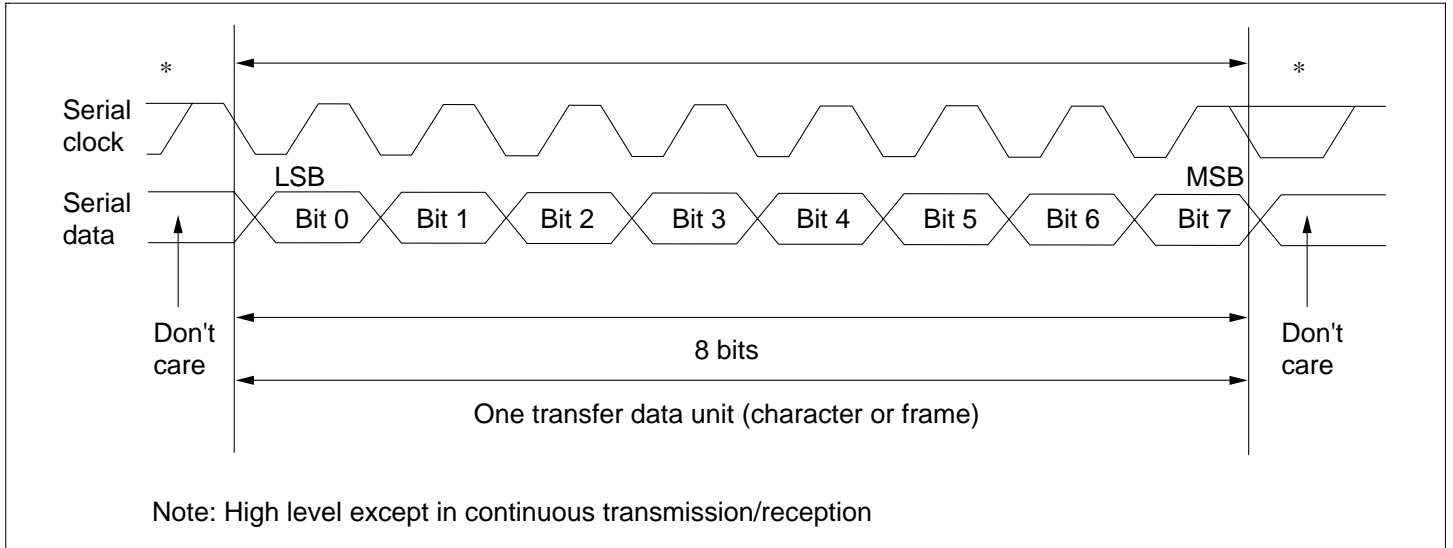 * *
Serial
clock
LSB MSB
Serial
data
Bit 0 Bit 1 Bit 2 Bit 3 Bit 4 Bit 5 Bit 6 Bit 7
Don't
care
8 bits
Don't
care
One transfer data unit (character or frame)
Note: High level except in continuous transmission/reception